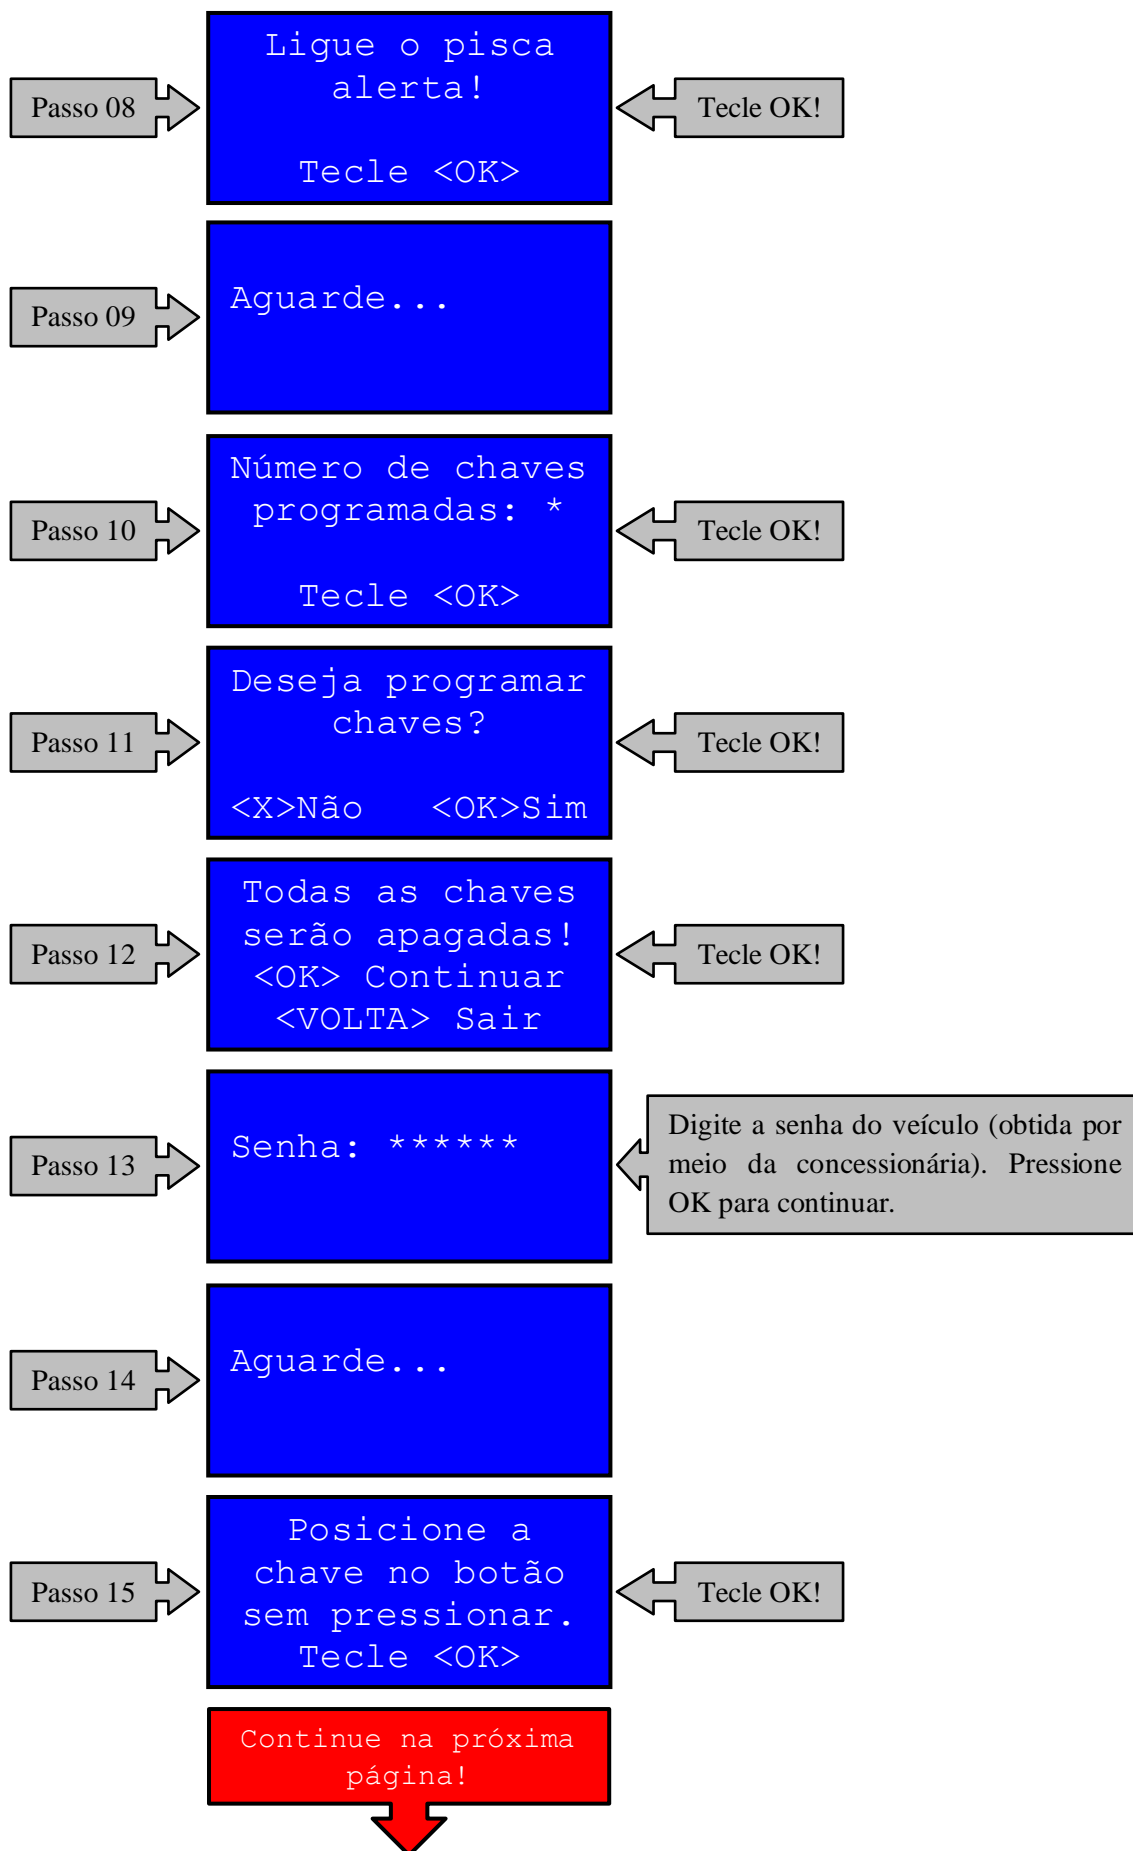 Ligue o pisca
alerta!
Passo 08
Tecle OK!
Tecle <OK>
Aguarde...
Passo 09
Número de chaves
programadas: *
Passo 10
Tecle OK!
Tecle <OK>
Deseja programar
chaves?
Passo 11
Tecle OK!
<X>Não <OK>Sim
Todas as chaves
serão apagadas!
Passo 12
Tecle OK!
<OK> Continuar
<VOLTA> Sair
Senha: ******
Passo 13
Digite a senha do veículo (obtida por
meio da concessionária). Pressione
OK para continuar.
Aguarde...
Passo 14
Posicione a
chave no botão
Passo 15
Tecle OK!
sem pressionar.
Tecle <OK>
Continue na próxima
página!